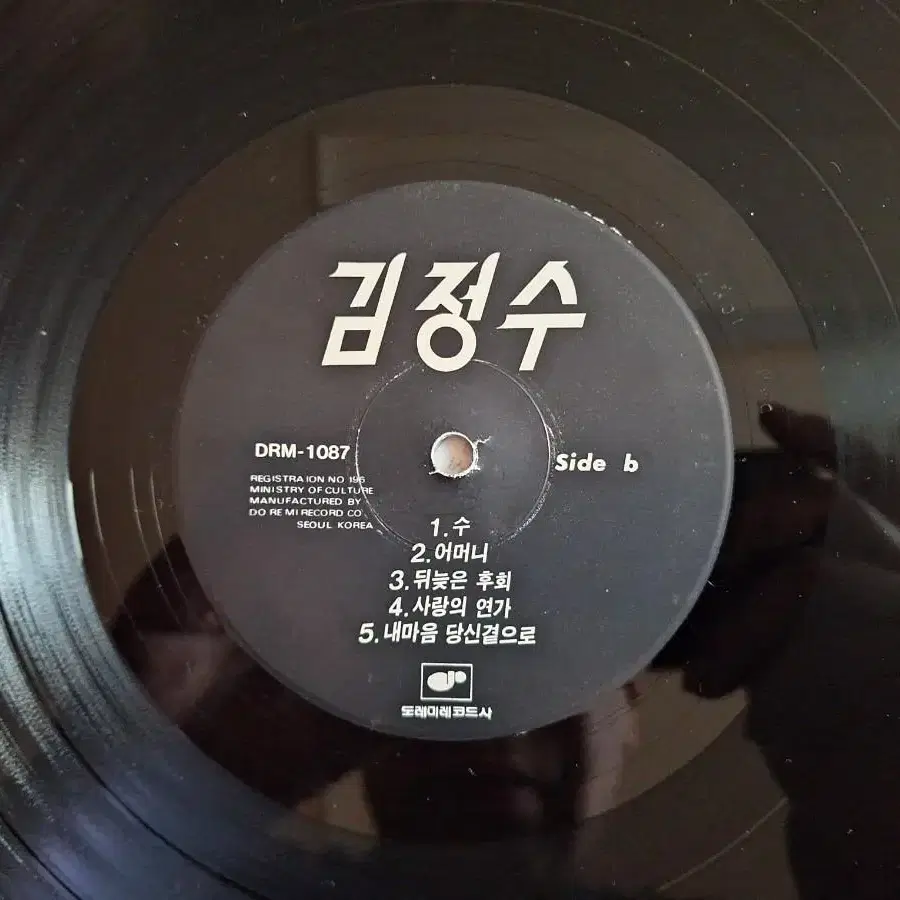 김정수
DRM-1087
Side b
REGISTRAION NO 196
MINISTRY OF CULTURE
MANUFACTURED BY
DO RE MI RECORD CO
SEOUL KOREA
1. 수
2. 어머니
3. 뒤늦은 후회
4. 사랑의 연가
5. 내마음 당신곁으로
도레미레코드사